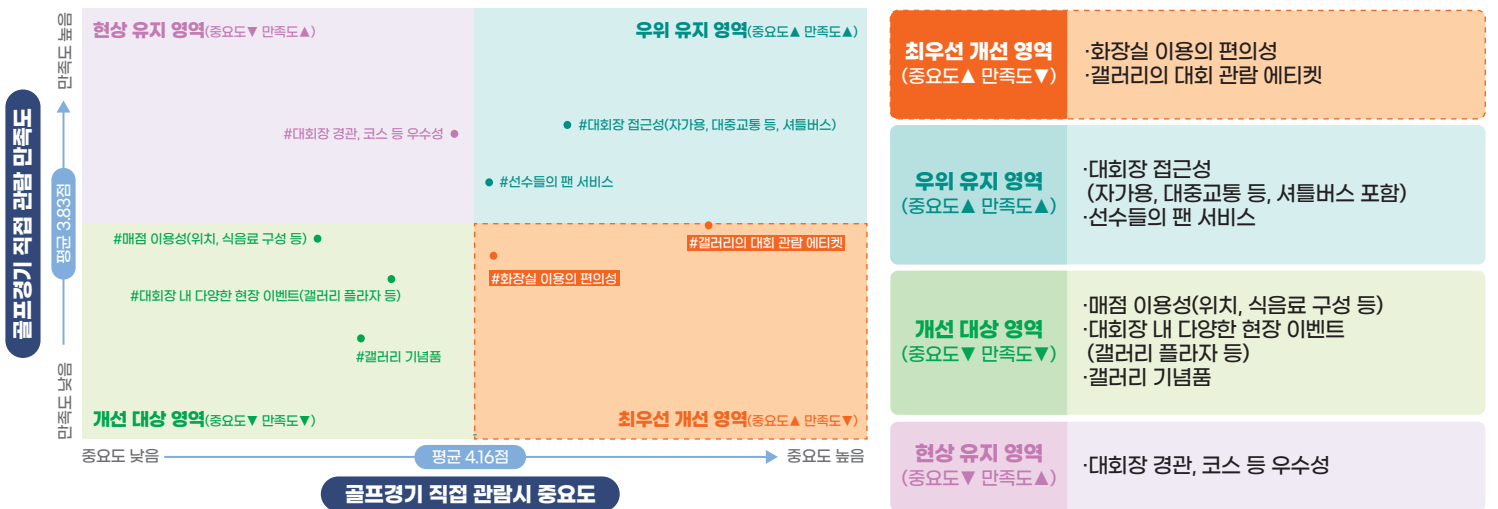 만족도 높음
골프경기 직접 관람 만족도
평균 3.83점
만족도 낮음
현상 유지 영역(중요도▼ 만족도▲)
우위 유지 영역(중요도▲ 만족도▲)
#대회장 경관, 코스 등 우수성
#대회장 접근성(자가용, 대중교통 등, 셔틀버스)
#선수들의 팬 서비스
#매점 이용성(위치, 식음료 구성 등)
#갤러리의 대회 관람 에티켓
#화장실 이용의 편의성
#대회장 내 다양한 현장 이벤트(갤러리 플라자 등)
#갤러리 기념품
개선 대상 영역(중요도▼ 만족도▼)
최우선 개선 영역(중요도▲ 만족도▼)
중요도 낮음
평균 4.16점
중요도 높음
골프경기 직접 관람시 중요도
최우선 개선 영역
(중요도▲ 만족도▼)
·화장실 이용의 편의성
·갤러리의 대회 관람 에티켓
우위 유지 영역
(중요도▲ 만족도▲)
·대회장 접근성
(자가용, 대중교통 등, 셔틀버스 포함)
·선수들의 팬 서비스
개선 대상 영역
(중요도▼ 만족도▼)
·매점 이용성(위치, 식음료 구성 등)
·대회장 내 다양한 현장 이벤트
(갤러리 플라자 등)
·갤러리 기념품
현상 유지 영역
(중요도▼ 만족도▲)
·대회장 경관, 코스 등 우수성